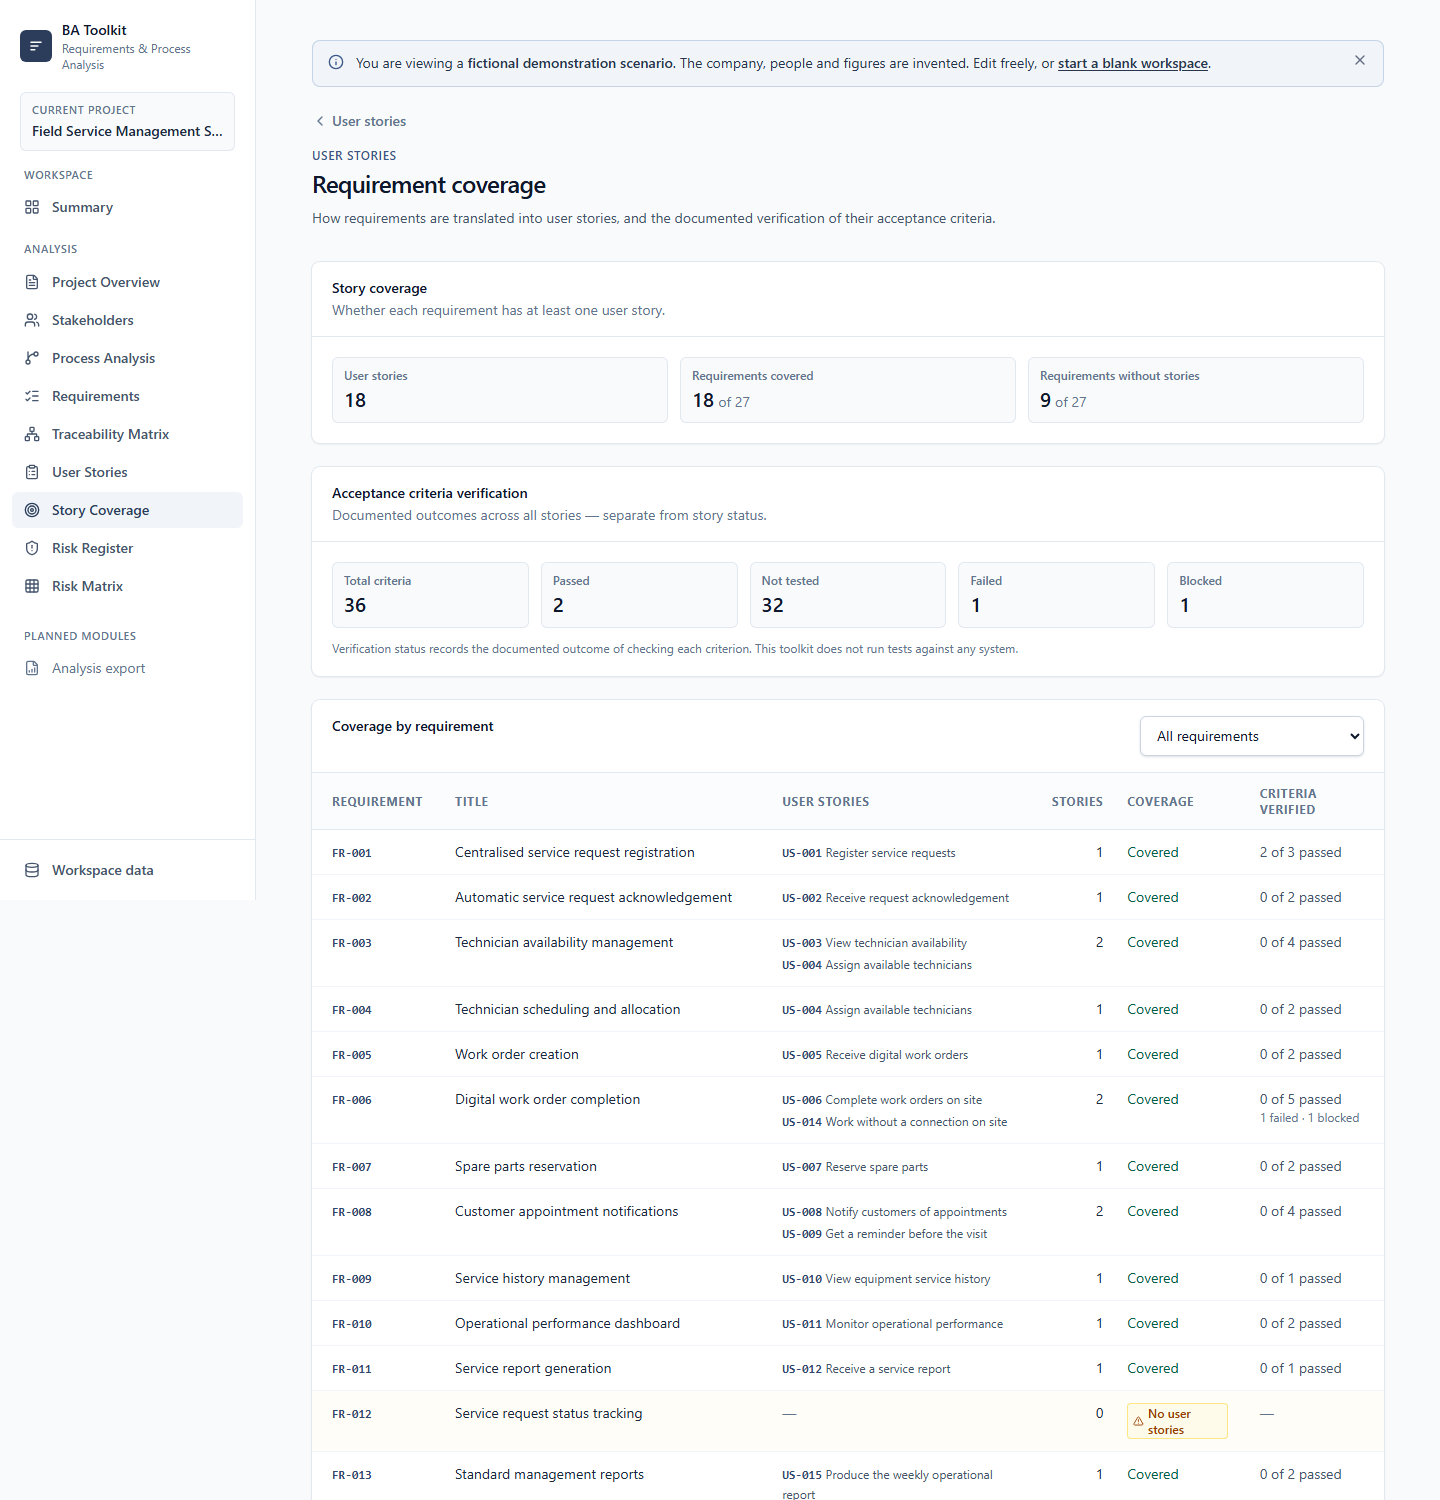 BA Toolkit
Requirements & Process
Analysis
CURRENT PROJECT
Field Service Management S...
WORKSPACE
Summary
ANALYSIS
Project Overview
Stakeholders
Process Analysis
Requirements
Traceability Matrix
User Stories
Story Coverage
Risk Register
Risk Matrix
PLANNED MODULES
Analysis export
Workspace data
You are viewing a fictional demonstration scenario. The company, people and figures are invented. Edit freely, or start a blank workspace.
User stories
USER STORIES
Requirement coverage
How requirements are translated into user stories, and the documented verification of their acceptance criteria.
Story coverage
Whether each requirement has at least one user story.
User stories
18
Requirements covered
18 of 27
Requirements without stories
9 of 27
Acceptance criteria verification
Documented outcomes across all stories — separate from story status.
Total criteria
36
Passed
2
Not tested
32
Failed
1
Blocked
1
Verification status records the documented outcome of checking each criterion. This toolkit does not run tests against any system.
Coverage by requirement
All requirements
REQUIREMENT TITLE USER STORIES STORIES COVERAGE CRITERIA VERIFIED
FR-001 Centralised service request registration US-001 Register service requests 1 Covered 2 of 3 passed
FR-002 Automatic service request acknowledgement US-002 Receive request acknowledgement 1 Covered 0 of 2 passed
FR-003 Technician availability management US-003 View technician availability 2 Covered 0 of 4 passed
US-004 Assign available technicians
FR-004 Technician scheduling and allocation US-004 Assign available technicians 1 Covered 0 of 2 passed
FR-005 Work order creation US-005 Receive digital work orders 1 Covered 0 of 2 passed
FR-006 Digital work order completion US-006 Complete work orders on site 2 Covered 0 of 5 passed
US-014 Work without a connection on site 1 failed · 1 blocked
FR-007 Spare parts reservation US-007 Reserve spare parts 1 Covered 0 of 2 passed
FR-008 Customer appointment notifications US-008 Notify customers of appointments 2 Covered 0 of 4 passed
US-009 Get a reminder before the visit
FR-009 Service history management US-010 View equipment service history 1 Covered 0 of 1 passed
FR-010 Operational performance dashboard US-011 Monitor operational performance 1 Covered 0 of 2 passed
FR-011 Service report generation US-012 Receive a service report 1 Covered 0 of 1 passed
FR-012 Service request status tracking — 0 No user stories —
FR-013 Standard management reports US-015 Produce the weekly operational 1 Covered 0 of 2 passed
report